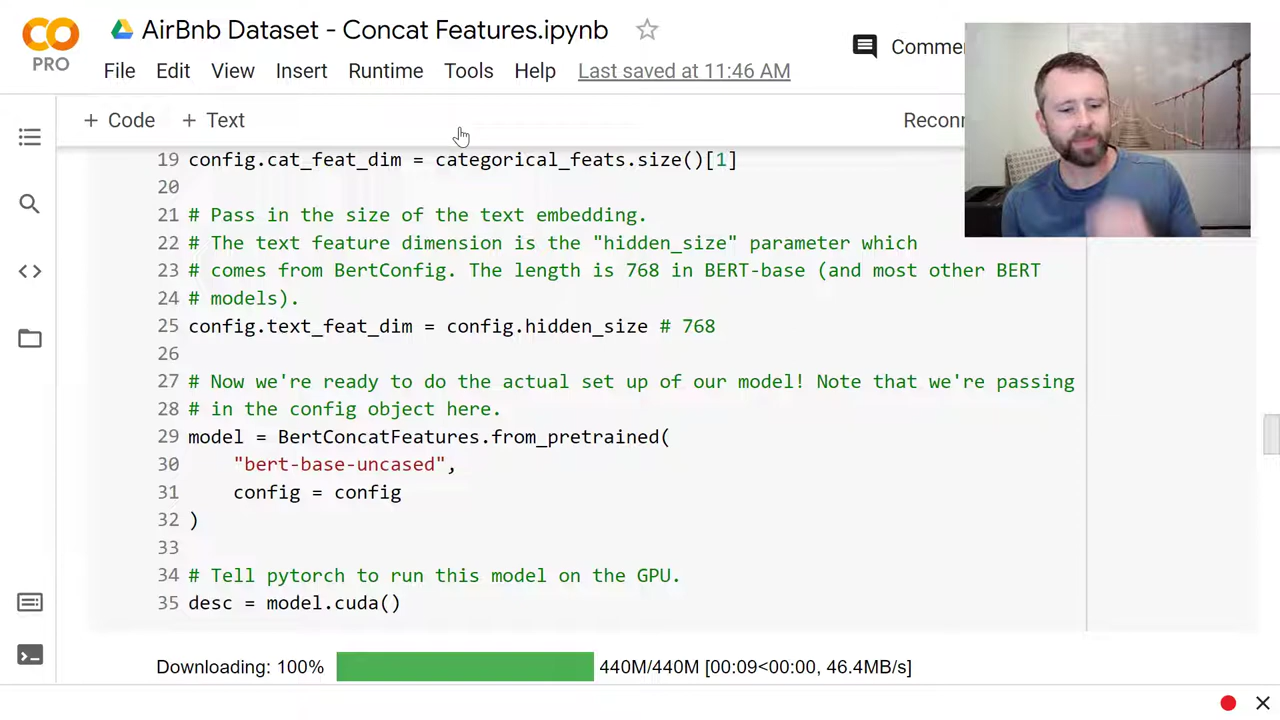 AirBnb Dataset - Concat Features.ipynb
PRO
File Edit View Insert Runtime Tools Help Last saved at 11:46 AM
+ Code + Text
19 config.cat_feat_dim = categorical_feats.size()[1]
20
21 # Pass in the size of the text embedding.
22 # The text feature dimension is the "hidden_size" parameter which
23 # comes from BertConfig. The length is 768 in BERT-base (and most other BERT
24 # models).
25 config.text_feat_dim = config.hidden_size # 768
26
27 # Now we're ready to do the actual set up of our model! Note that we're passing
28 # in the config object here.
29 model = BertConcatFeatures.from_pretrained(
30 "bert-base-uncased",
31 config = config
32 )
33
34 # Tell pytorch to run this model on the GPU.
35 desc = model.cuda()
Downloading: 100% 440M/440M [00:09<00:00, 46.4MB/s]